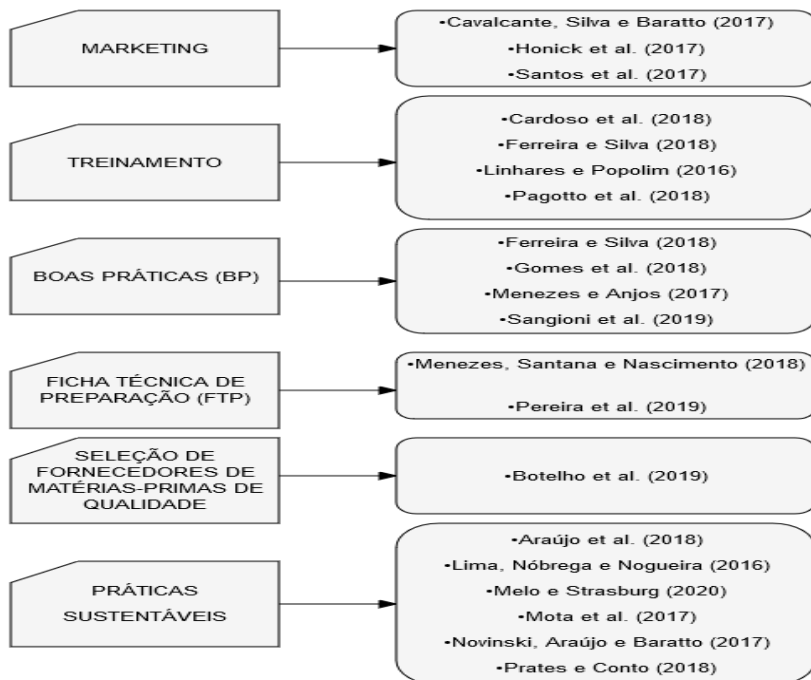 MARKETING
•Cavalcante, Silva e Baratto (2017)
•Honick et al. (2017)
•Santos et al. (2017)
TREINAMENTO
•Cardoso et al. (2018)
•Ferreira e Silva (2018)
•Linhares e Popolim (2016)
•Pagotto et al. (2018)
BOAS PRÁTICAS (BP)
•Ferreira e Silva (2018)
•Gomes et al. (2018)
•Menezes e Anjos (2017)
•Sangioni et al. (2019)
FICHA TÉCNICA DE
PREPARAÇÃO (FTP)
•Menezes, Santana e Nascimento (2018)
•Pereira et al. (2019)
SELEÇÃO DE
FORNECEDORES DE
MATÉRIAS-PRIMAS DE
QUALIDADE
•Botelho et al. (2019)
PRÁTICAS
SUSTENTÁVEIS
•Araújo et al. (2018)
•Lima, Nóbrega e Nogueira (2016)
•Melo e Strasburg (2020)
•Mota et al. (2017)
•Novinski, Araújo e Baratto (2017)
•Prates e Conto (2018)